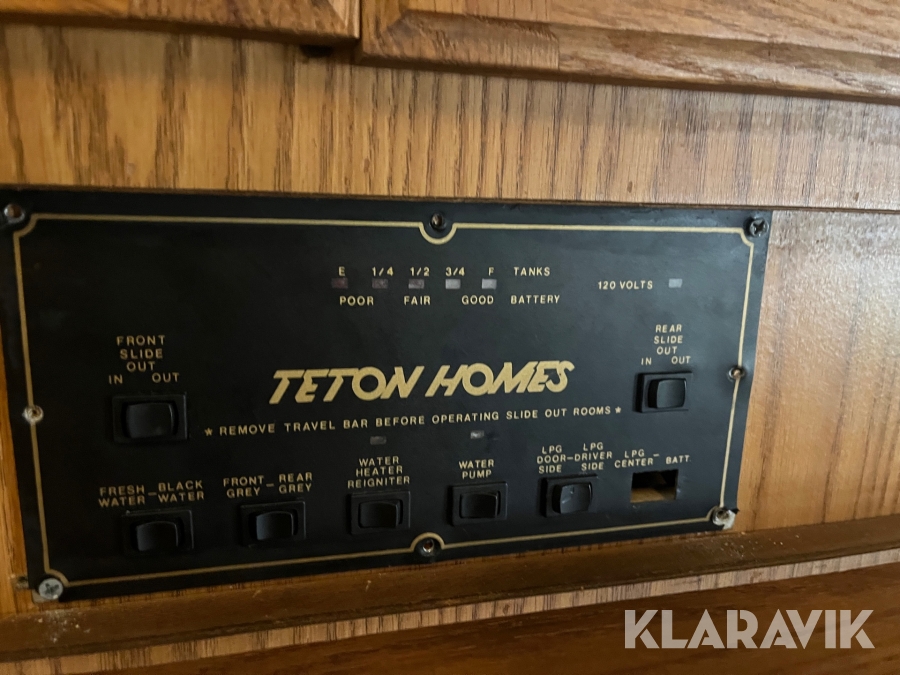 E 1/4 1/2 3/4 F TANKS
POOR FAIR GOOD BATTERY
120 VOLTS
FRONT
SLIDE
OUT
IN OUT
REAR
SLIDE
OUT
IN OUT
TETON HOMES
* REMOVE TRAVEL BAR BEFORE OPERATING SLIDE OUT ROOMS *
FRESH-BLACK
WATER-WATER
FRONT-REAR
GREY-GREY
WATER
HEATER
REIGNITER
WATER
PUMP
LPG LPG
DOOR-DRIVER
SIDE SIDE
LPG - BATT.
CENTER
KLARAVIK